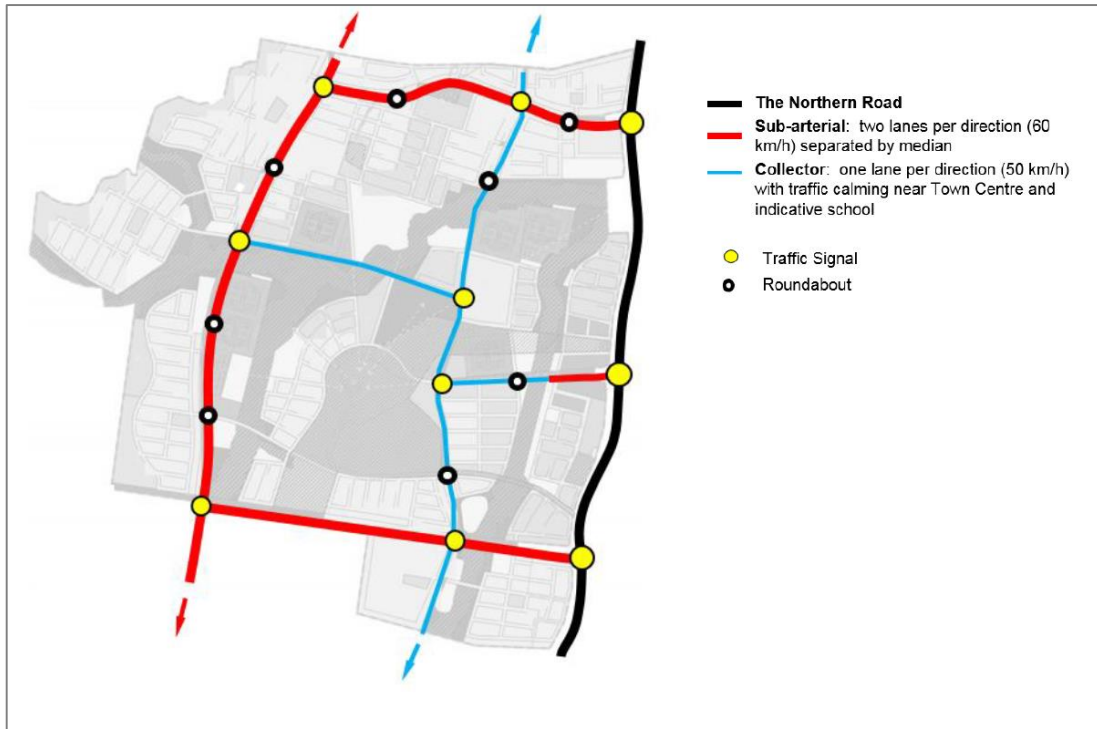 The Northern Road
Sub-arterial: two lanes per direction (60
km/h) separated by median
Collector: one lane per direction (50 km/h)
with traffic calming near Town Centre and
indicative school
Traffic Signal
Roundabout